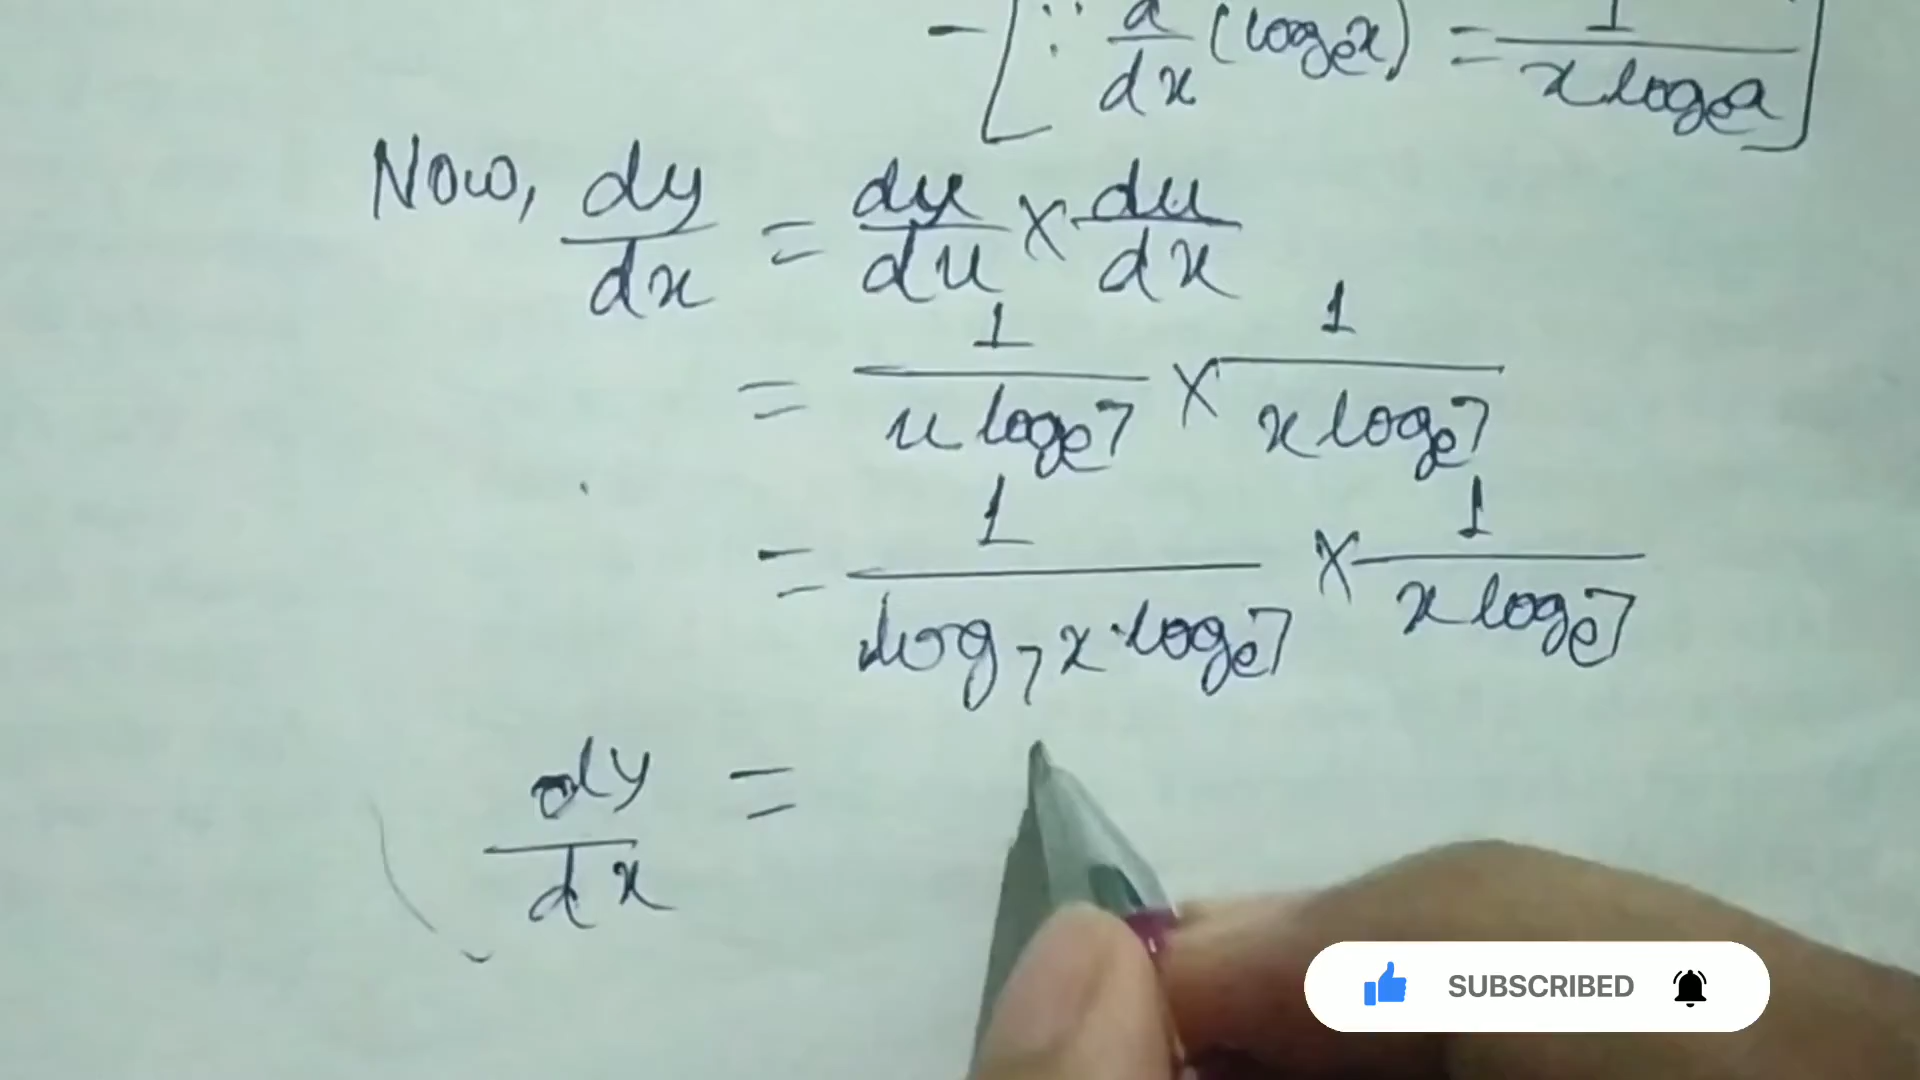 -[∵ d/dx (logₑx) = 1/(x logₑa)]
Now, dy/dx = dy/du × du/dx
= 1/(u logₑ7) × 1/(x logₑ7)
= 1/(log₇x·logₑ7) × 1/(x logₑ7)
dy/dx =
SUBSCRIBED